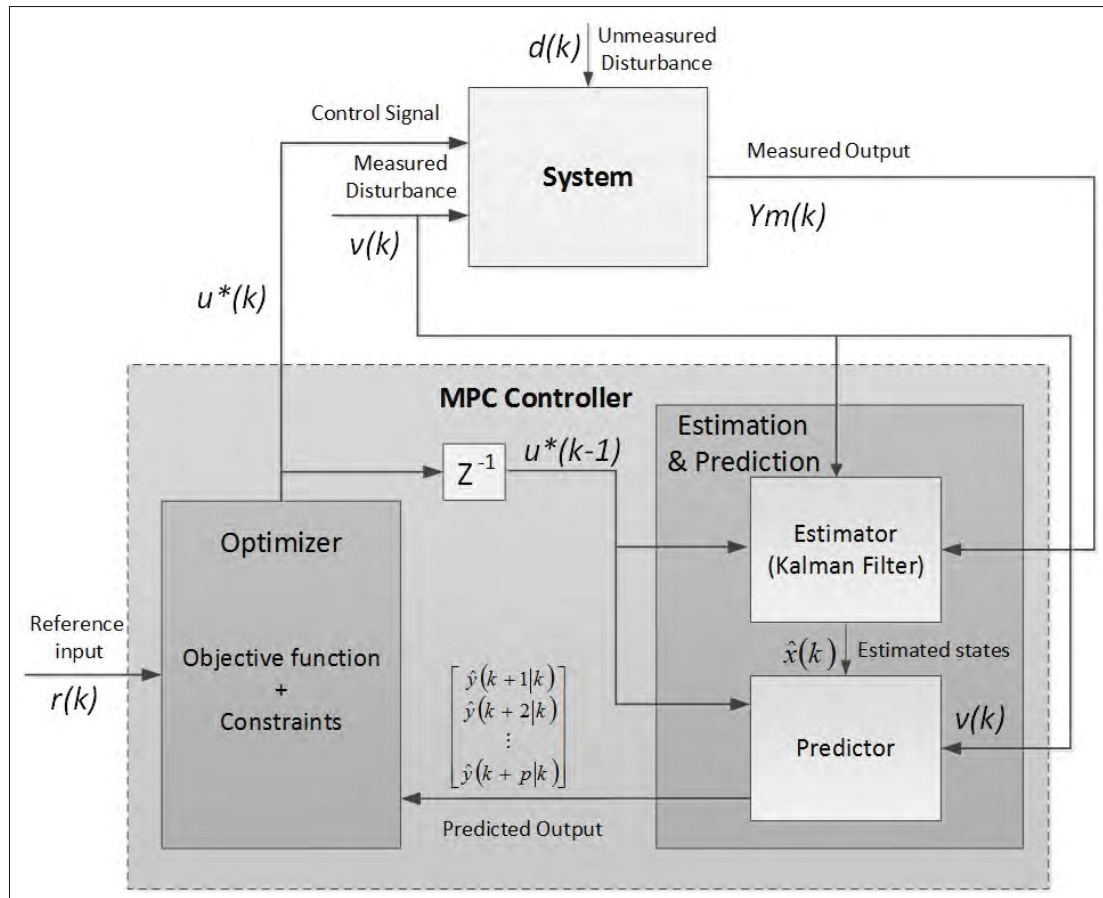 Unmeasured
Disturbance
d(k)
Control Signal
Measured
Disturbance
v(k)
System
Measured Output
Ym(k)
u*(k)
MPC Controller
Z⁻¹
u*(k-1)
Estimation
& Prediction
Estimator
(Kalman Filter)
Optimizer
Objective function
+
Constraints
Reference
input
r(k)
x̂(k)
Estimated states
ŷ(k + 1|k)
ŷ(k + 2|k)
⋮
ŷ(k + p|k)
Predicted Output
Predictor
v(k)